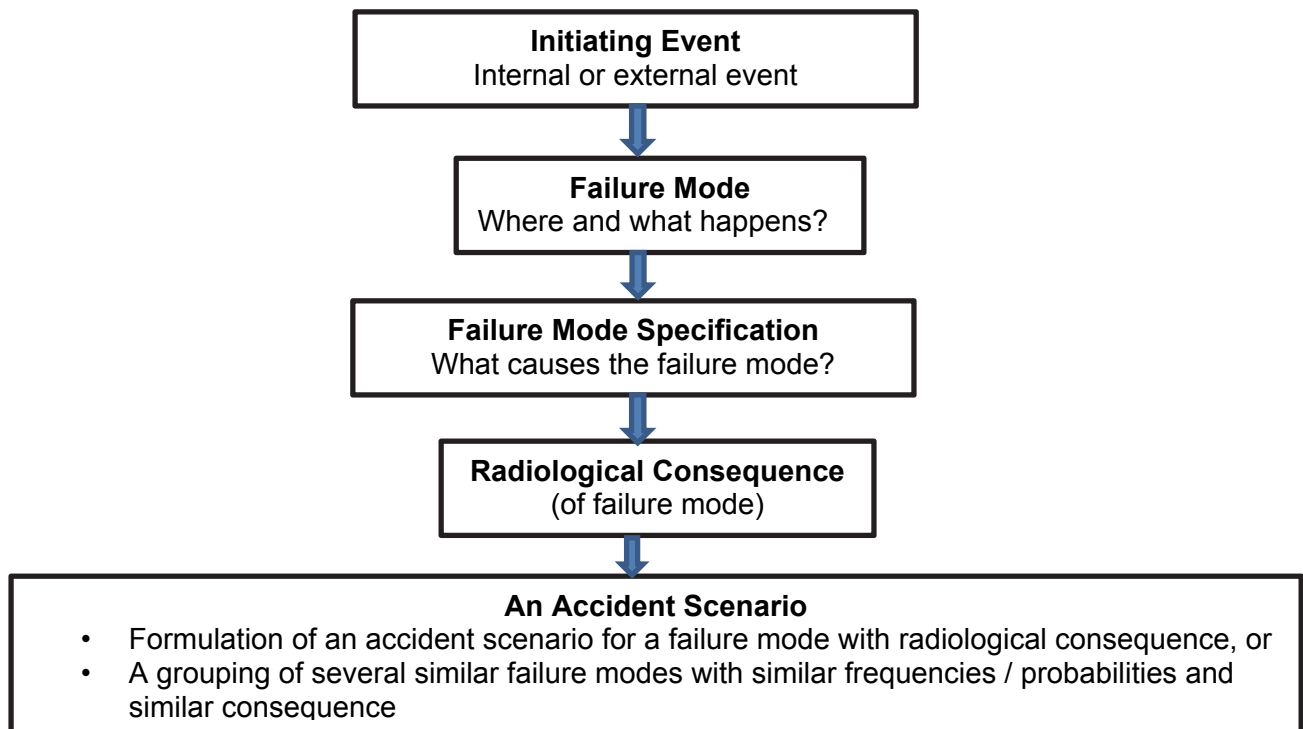 Initiating Event
Internal or external event
Failure Mode
Where and what happens?
Failure Mode Specification
What causes the failure mode?
Radiological Consequence
(of failure mode)
An Accident Scenario
• Formulation of an accident scenario for a failure mode with radiological consequence, or
• A grouping of several similar failure modes with similar frequencies / probabilities and
similar consequence